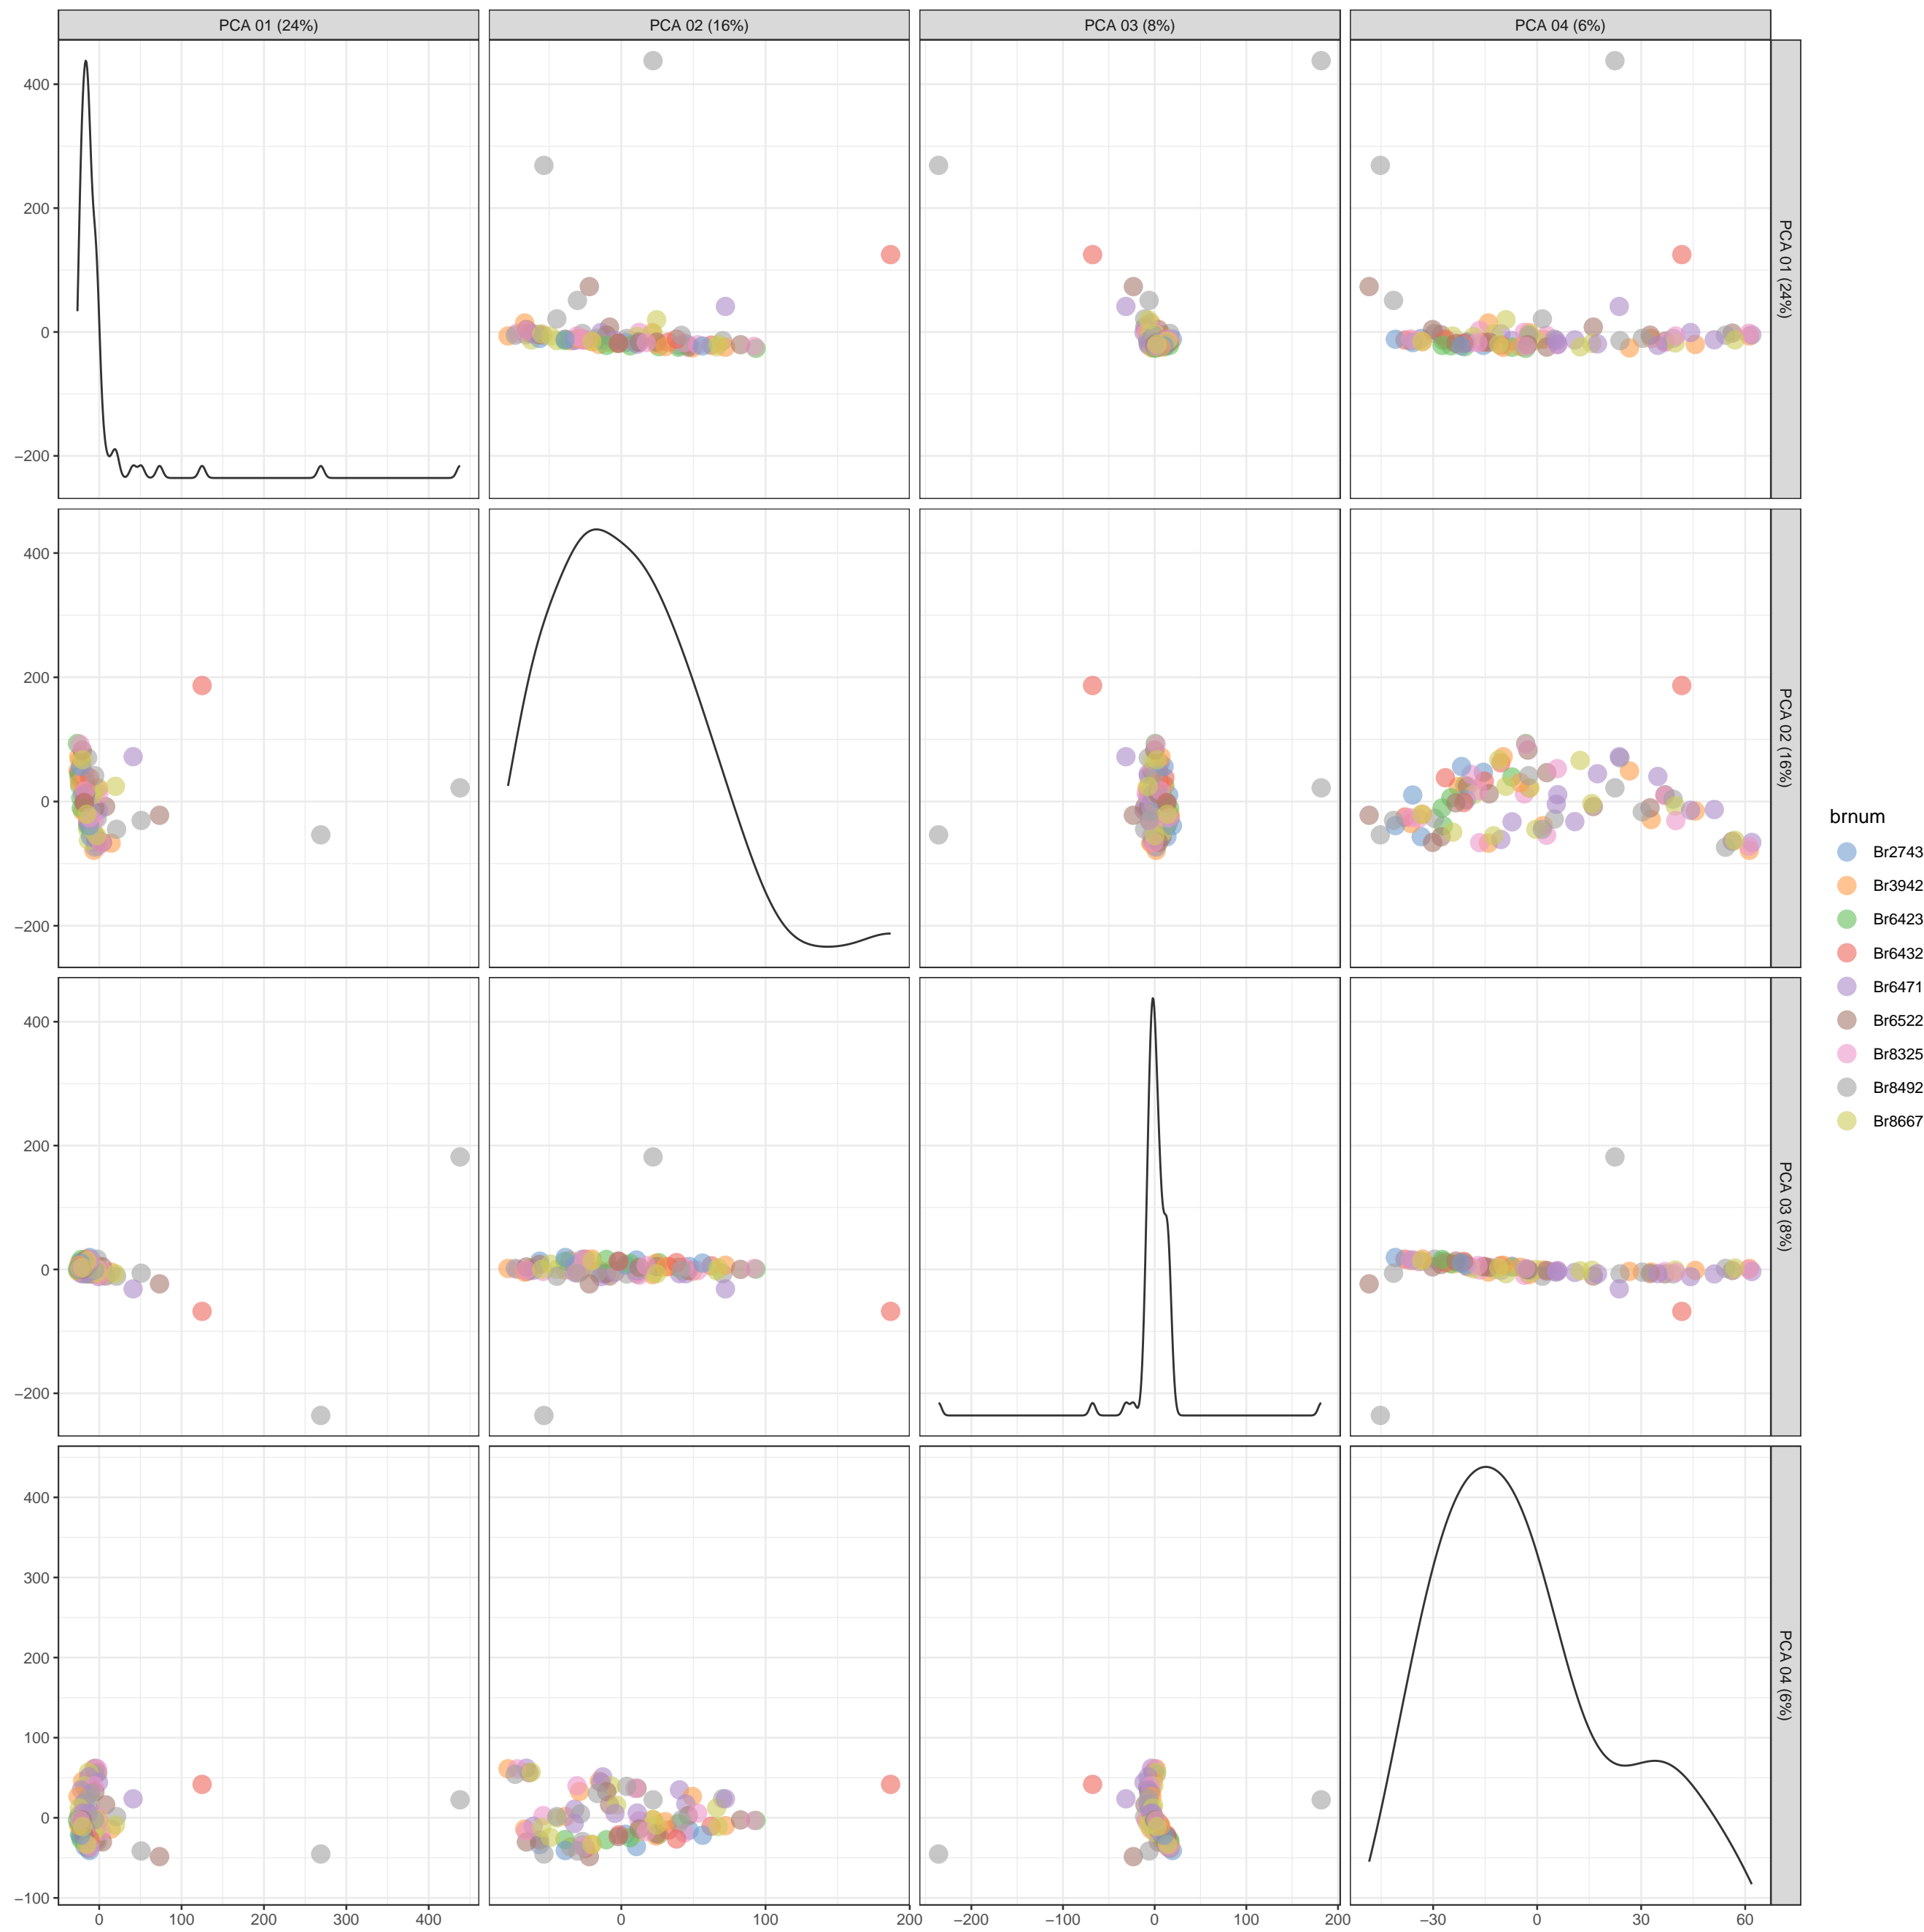 PCA 01 (24%)
PCA 02 (16%)
PCA 03 (8%)
PCA 04 (6%)
400
200
0
−200
PCA 01 (24%)
400
200
0
−200
PCA 02 (16%)
400
200
0
−200
PCA 03 (8%)
400
300
200
100
0
−100
PCA 04 (6%)
0
100
200
300
400
0
100
200
−200
−100
0
100
200
−30
0
30
60
brnum
Br2743
Br3942
Br6423
Br6432
Br6471
Br6522
Br8325
Br8492
Br8667